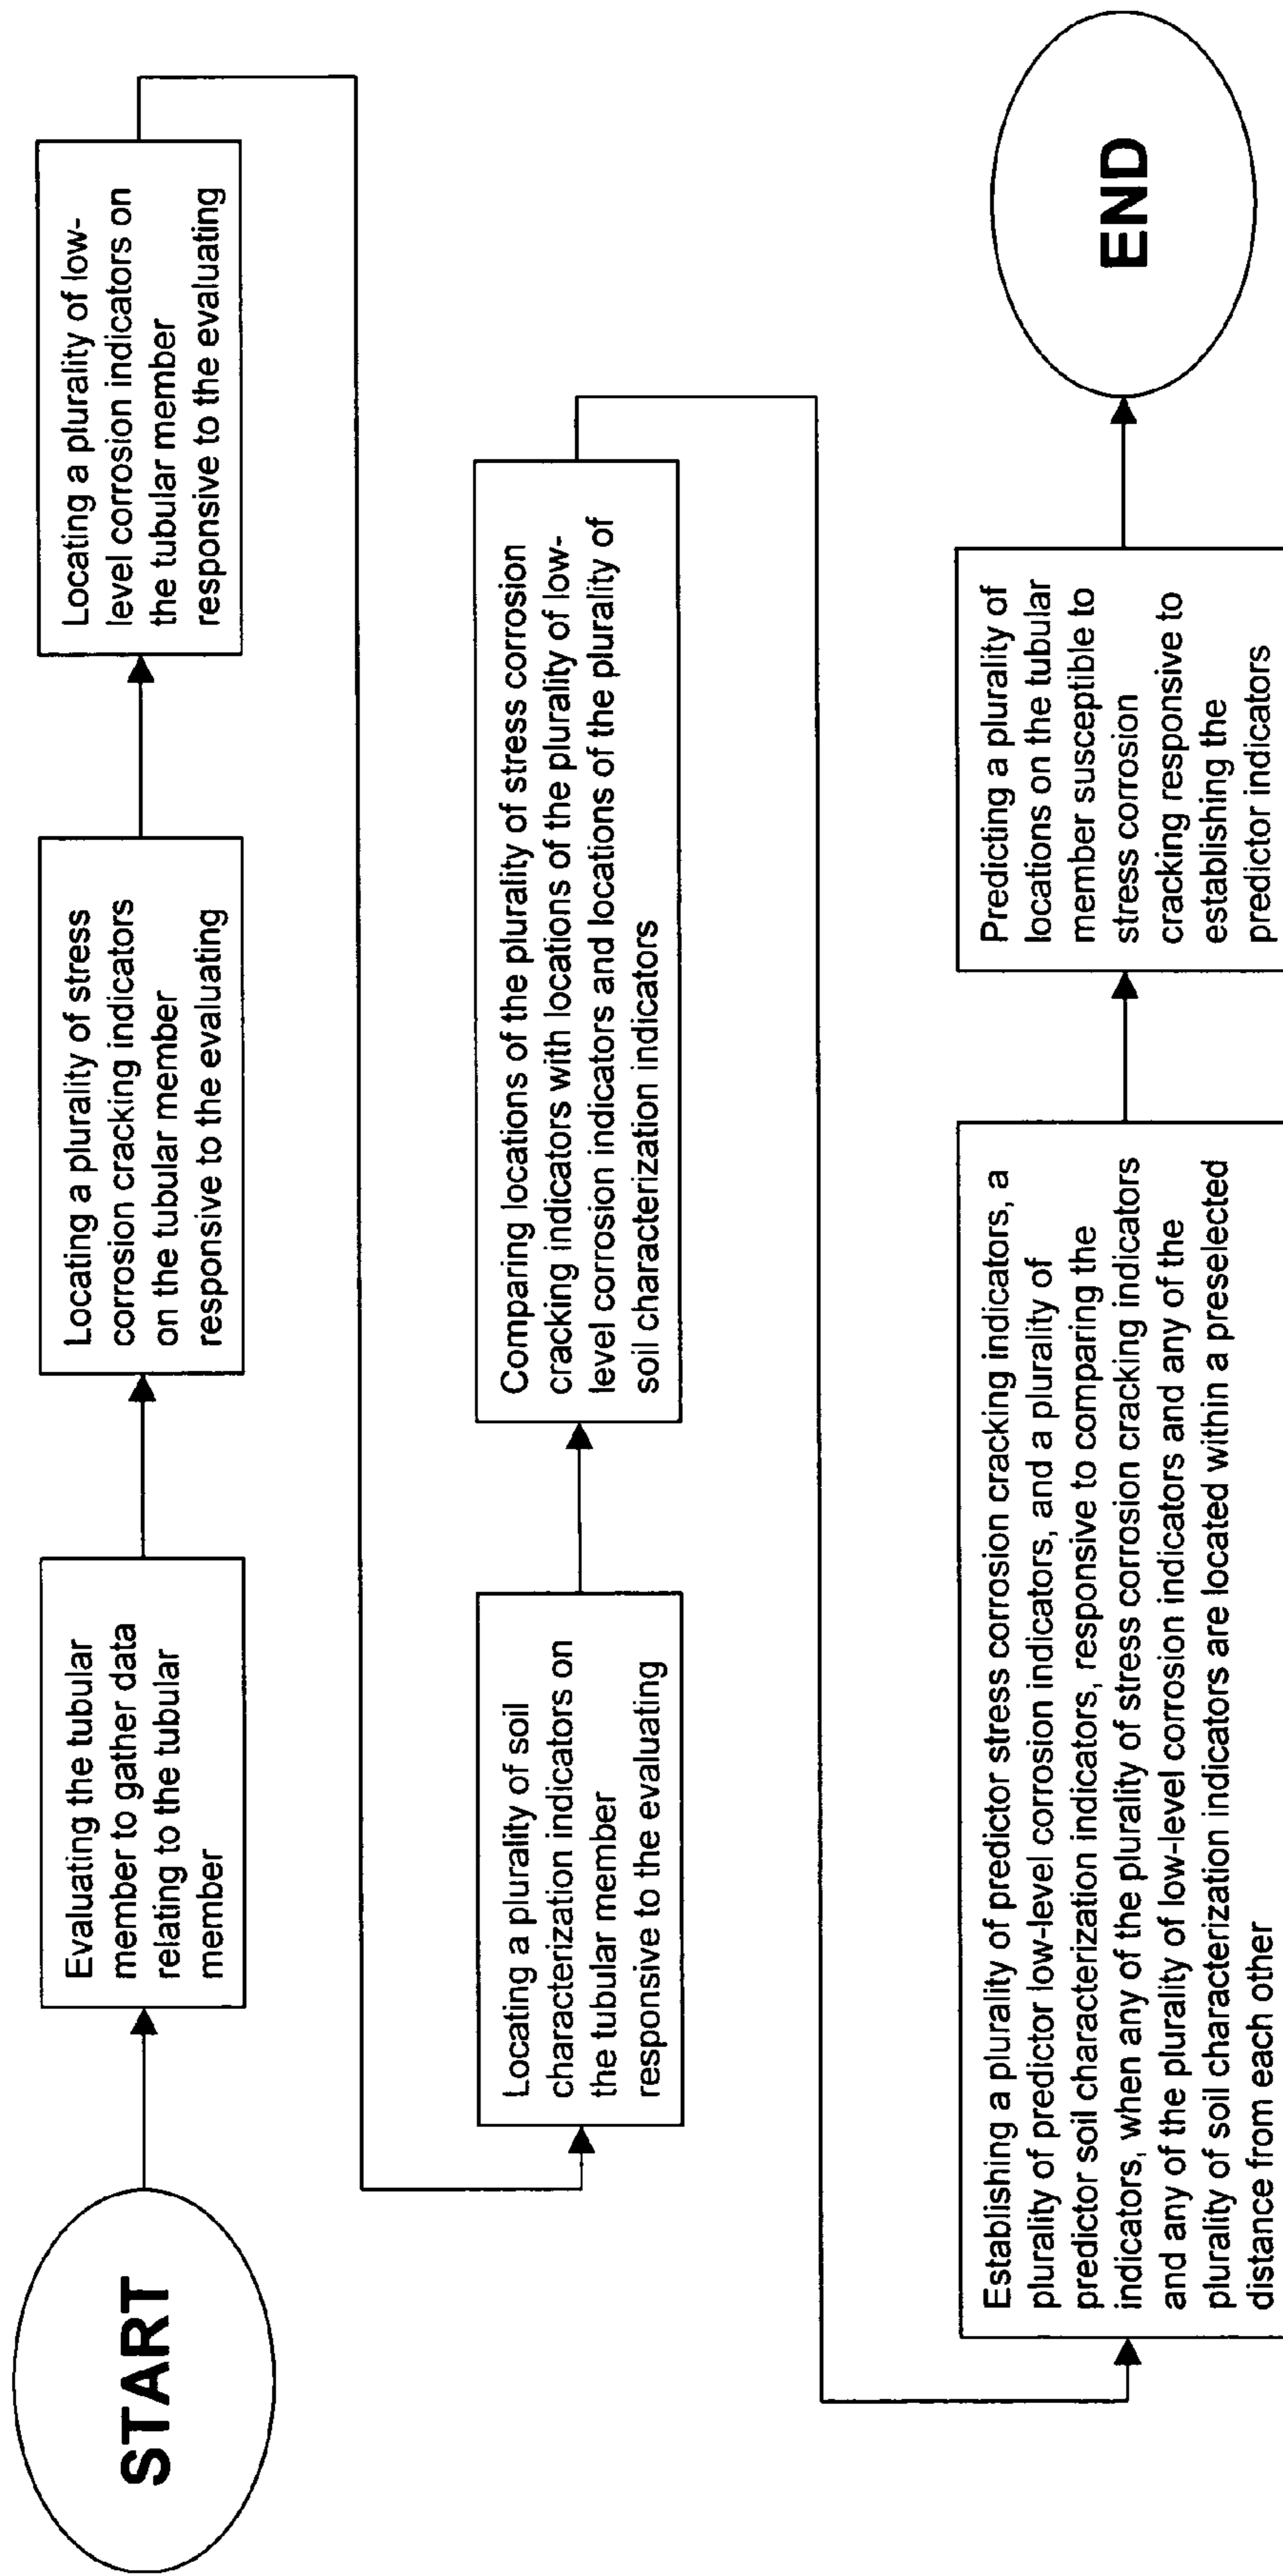 START
Evaluating the tubular
member to gather data
relating to the tubular
member
Locating a plurality of stress
corrosion cracking indicators
on the tubular member
responsive to the evaluating
Locating a plurality of low-
level corrosion indicators on
the tubular member
responsive to the evaluating
Locating a plurality of soil
characterization indicators on
the tubular member
responsive to the evaluating
Comparing locations of the plurality of stress corrosion
cracking indicators with locations of the plurality of low-
level corrosion indicators and locations of the plurality of
soil characterization indicators
Establishing a plurality of predictor stress corrosion cracking indicators, a
plurality of predictor low-level corrosion indicators, and a plurality of
predictor soil characterization indicators, responsive to comparing the
indicators, when any of the plurality of stress corrosion cracking indicators
and any of the plurality of low-level corrosion indicators and any of the
plurality of soil characterization indicators are located within a preselected
distance from each other
Predicting a plurality of
locations on the tubular
member susceptible to
stress corrosion
cracking responsive to
establishing the
predictor indicators
END